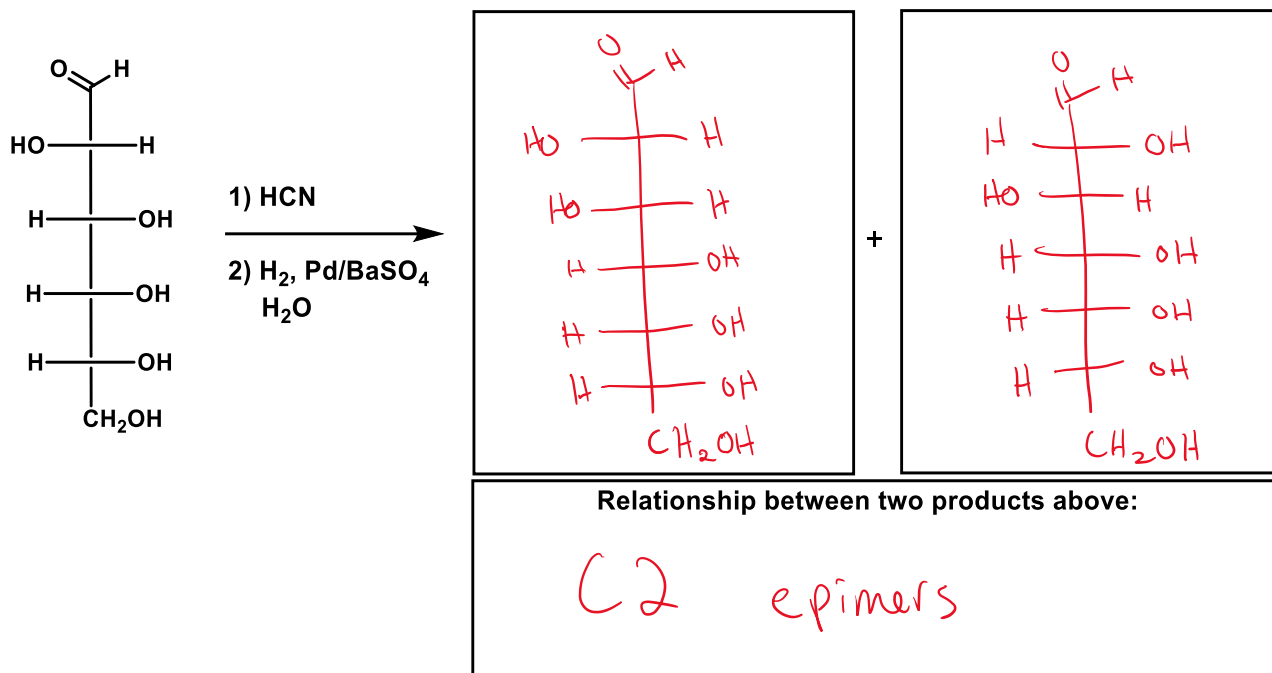 O H
HO H
H OH
H OH
H OH
CH2OH
1) HCN
2) H2, Pd/BaSO4
H2O
O H
HO H
HO H
H OH
H OH
H OH
CH2OH
+
O H
H OH
HO H
H OH
H OH
H OH
CH2OH
Relationship between two products above:
C2 epimers